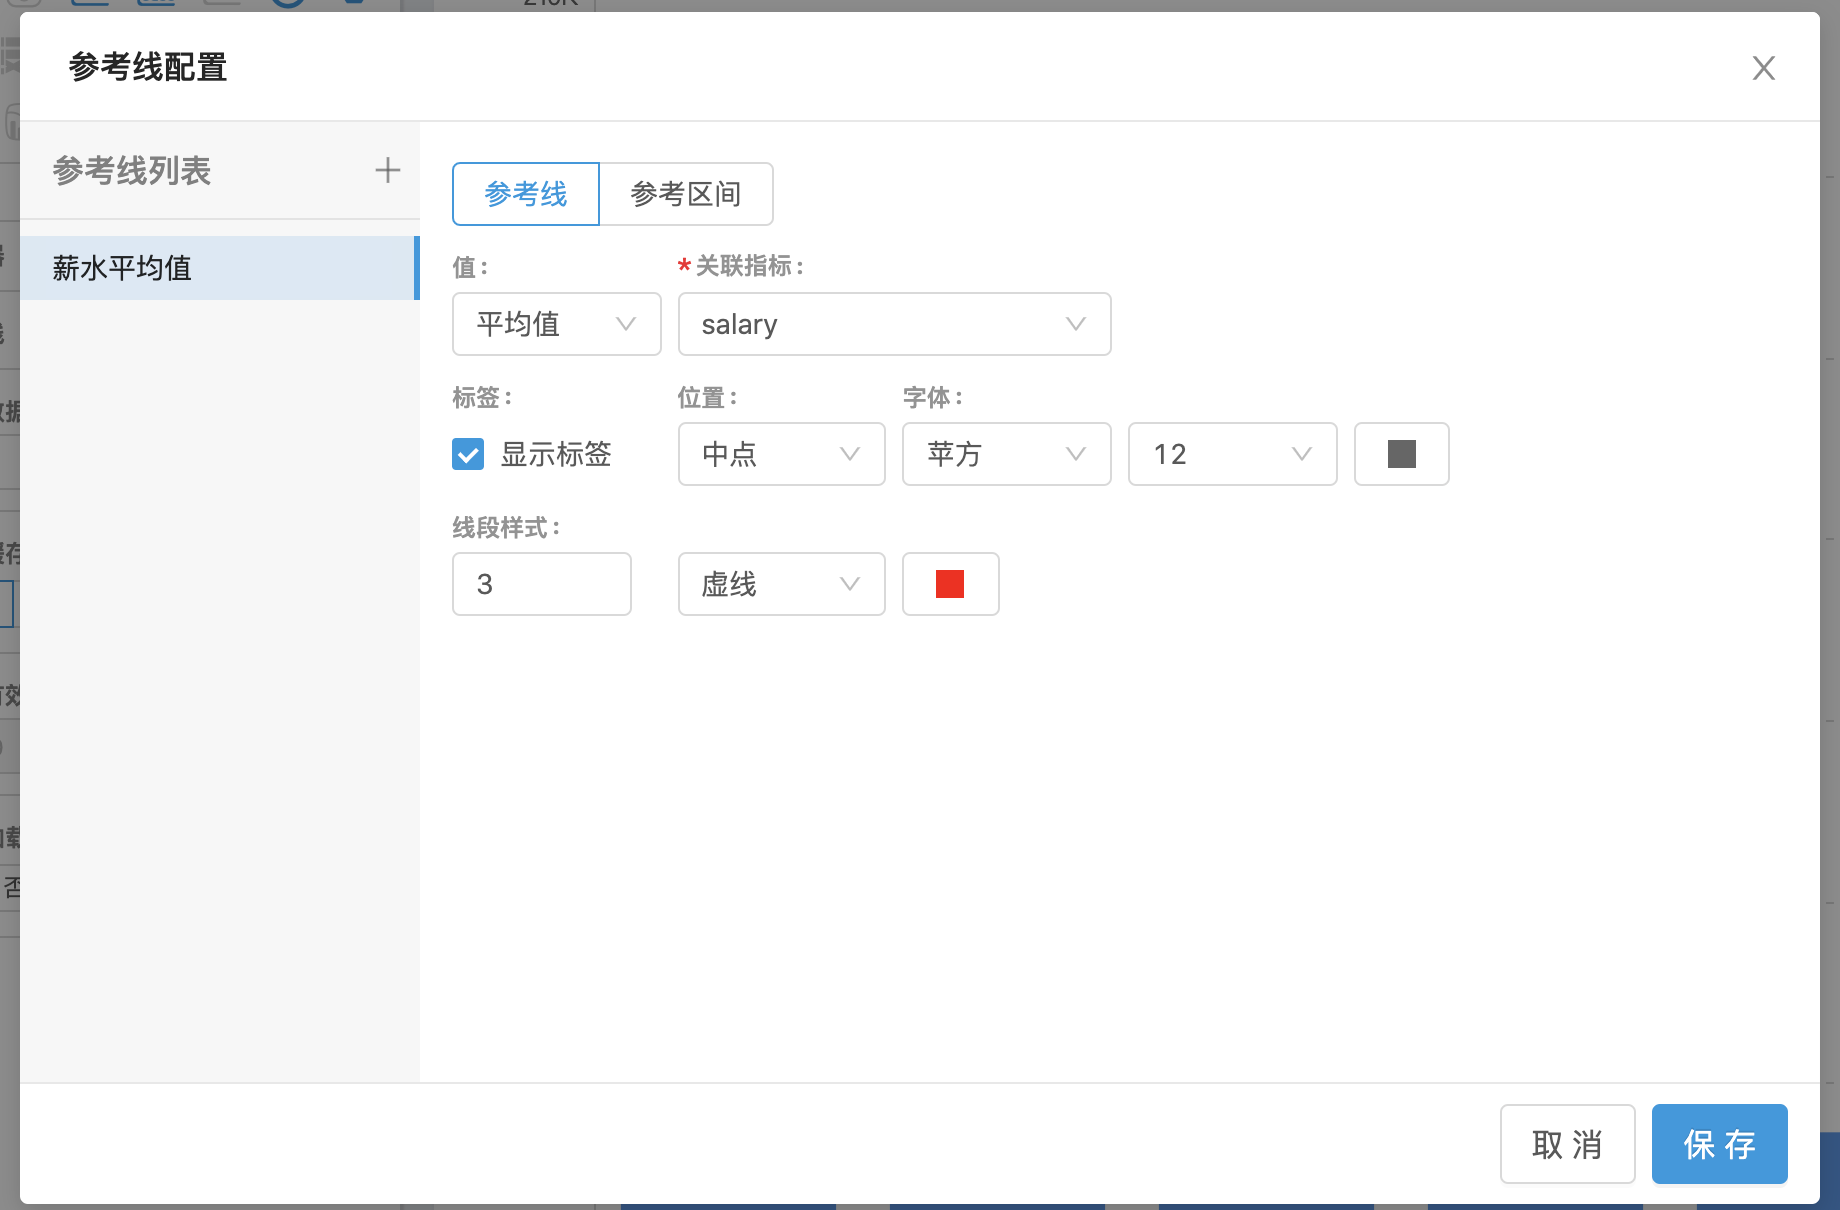 参考线配置
参考线列表
参考线 参考区间
薪水平均值
值： *关联指标：
平均值 salary
标签： 位置： 字体：
显示标签 中点 苹方 12
线段样式：
3 虚线
取 消 保 存